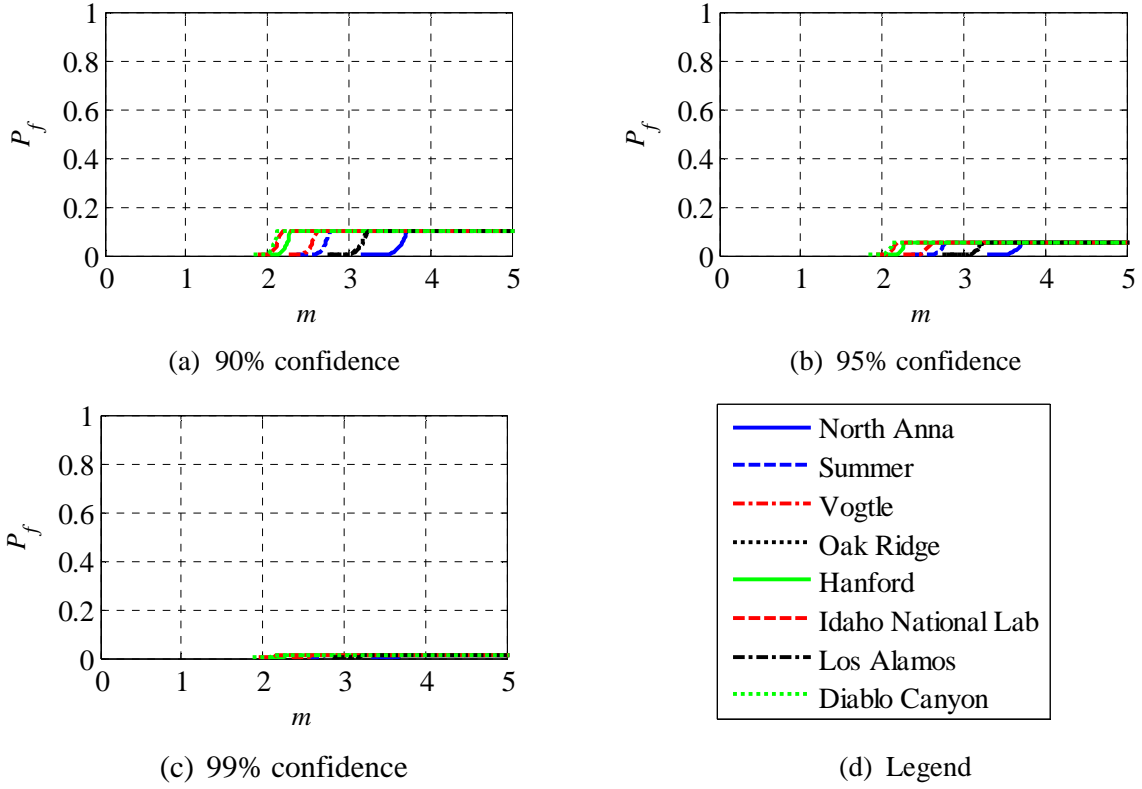 1
0.8
0.6
0.4
0.2
0
P_f
0 1 2 3 4 5
m
(a) 90% confidence
1
0.8
0.6
0.4
0.2
0
P_f
0 1 2 3 4 5
m
(b) 95% confidence
1
0.8
0.6
0.4
0.2
0
P_f
0 1 2 3 4 5
m
(c) 99% confidence
North Anna
Summer
Vogtle
Oak Ridge
Hanford
Idaho National Lab
Los Alamos
Diablo Canyon
(d) Legend